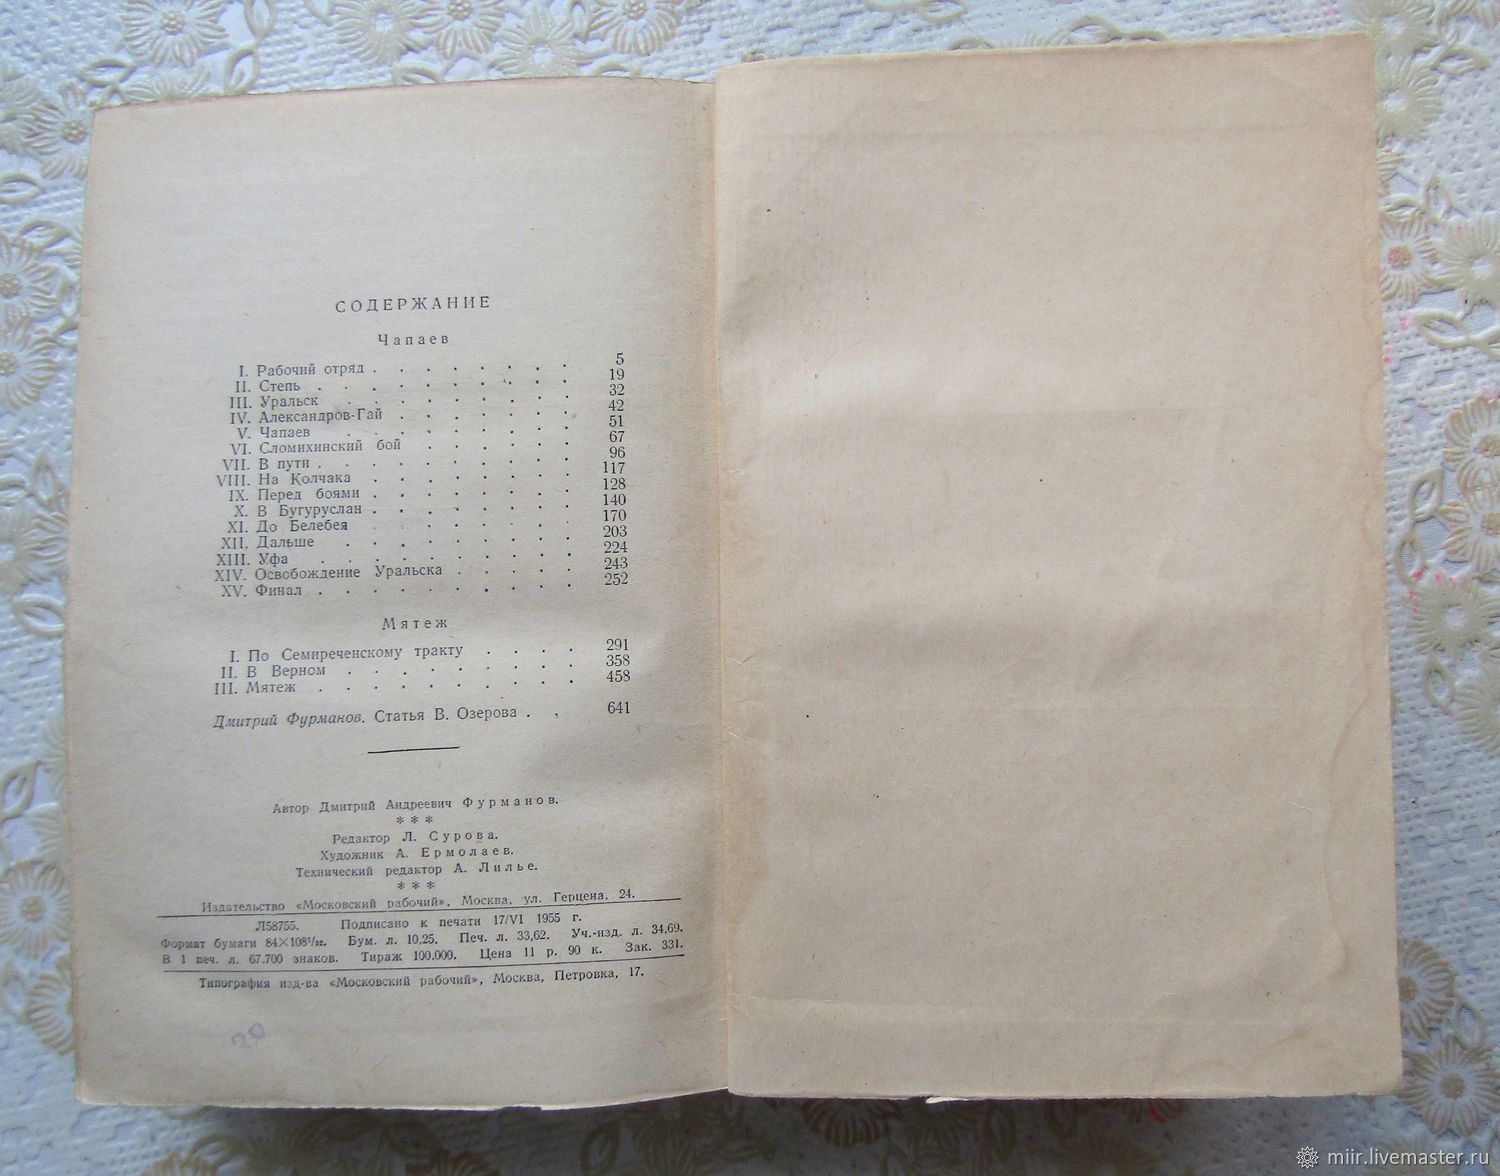 СОДЕРЖАНИЕ
Чапаев
I. Рабочий отряд . . . . . . . . 5
II. Степь . . . . . . . . . . 19
III. Уральск . . . . . . . . . 32
IV. Александров-Гай . . . . . . . 42
V. Чапаев . . . . . . . . . 51
VI. Сломихинский бой . . . . . . 67
VII. В пути . . . . . . . . . . 96
VIII. На Колчака . . . . . . . . 117
IX. Перед боями . . . . . . . . 128
X. В Бугуруслан . . . . . . . . 140
XI. До Белебея . . . . . . . . 170
XII. Дальше . . . . . . . . . 203
XIII. Уфа . . . . . . . . . . 224
XIV. Освобождение Уральска . . . . . 243
XV. Финал . . . . . . . . . . 252
Мятеж
I. По Семиреченскому тракту . . . . 291
II. В Верном . . . . . . . . . 358
III. Мятеж . . . . . . . . . . 458
Дмитрий Фурманов. Статья В. Озерова . . 641
Автор Дмитрий Андреевич Фурманов.
* * *
Редактор Л. Сурова.
Художник А. Ермолаев.
Технический редактор А. Лилье.
* * *
Издательство «Московский рабочий», Москва, ул. Герцена, 24.
Л58755. Подписано к печати 17/VI 1955 г.
Формат бумаги 84×108¹/₃₂. Бум. л. 10,25. Печ. л. 33,62. Уч.-изд. л. 34,69.
В 1 печ. л. 67.700 знаков. Тираж 100.000. Цена 11 р. 90 к. Зак. 331.
Типография изд-ва «Московский рабочий», Москва, Петровка, 17.
miir.livemaster.ru